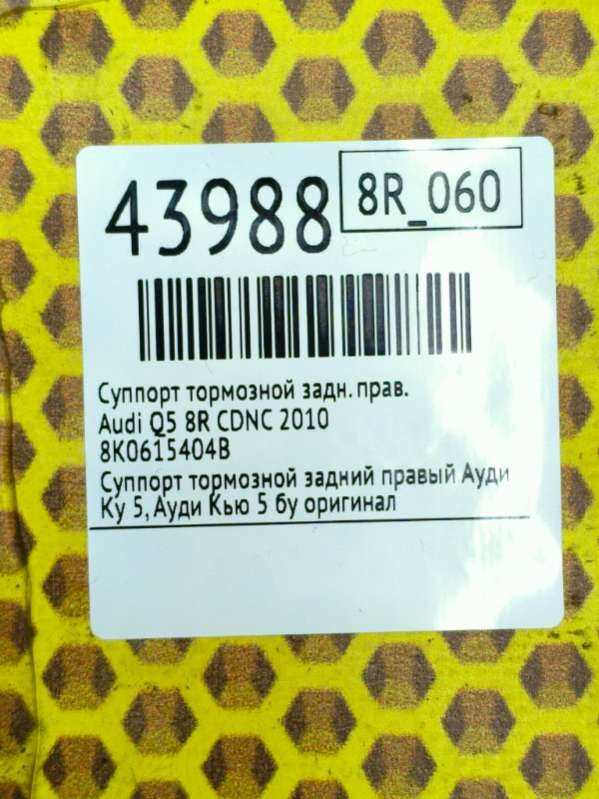 43988
8R_060
Суппорт тормозной задн. прав.
Audi Q5 8R CDNC 2010
8K0615404B
Суппорт тормозной задний правый Ауди
Ку 5, Ауди Кью 5 бу оригинал